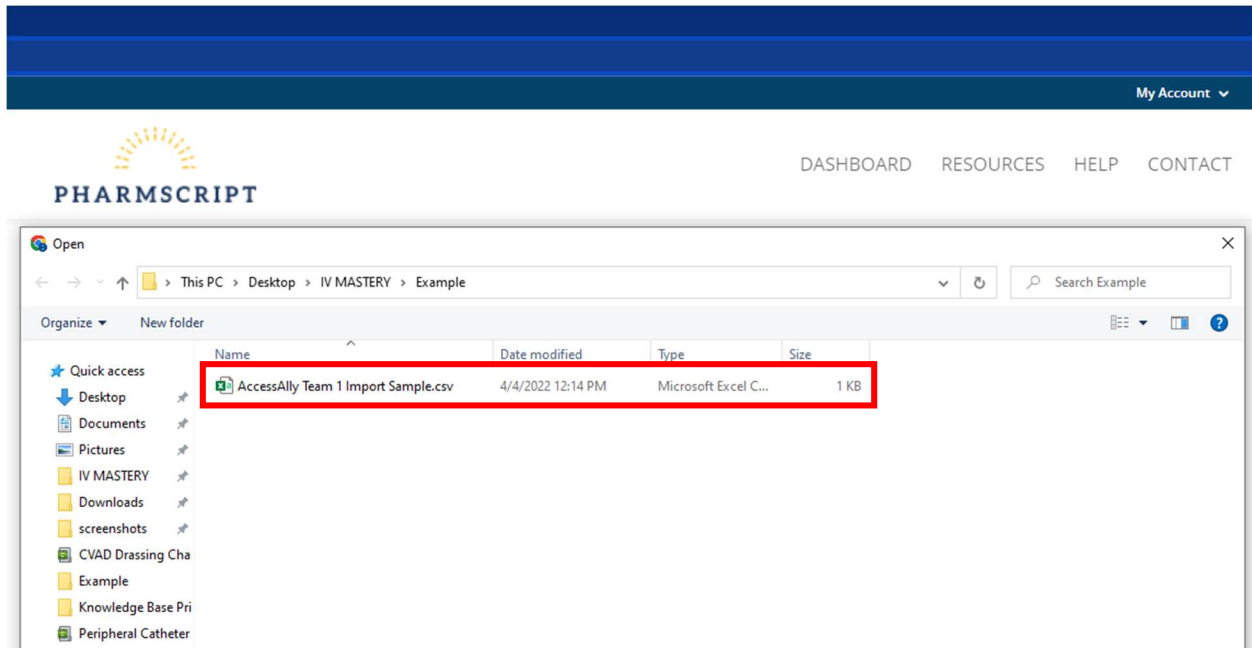 My Account
PHARMSCRIPT
DASHBOARD RESOURCES HELP CONTACT
Open
This PC > Desktop > IV MASTERY > Example
Search Example
Organize New folder
Name Date modified Type Size
Quick access
AccessAlly Team 1 Import Sample.csv 4/4/2022 12:14 PM Microsoft Excel C... 1 KB
Desktop
Documents
Pictures
IV MASTERY
Downloads
screenshots
CVAD Drassing Cha
Example
Knowledge Base Pri
Peripheral Catheter